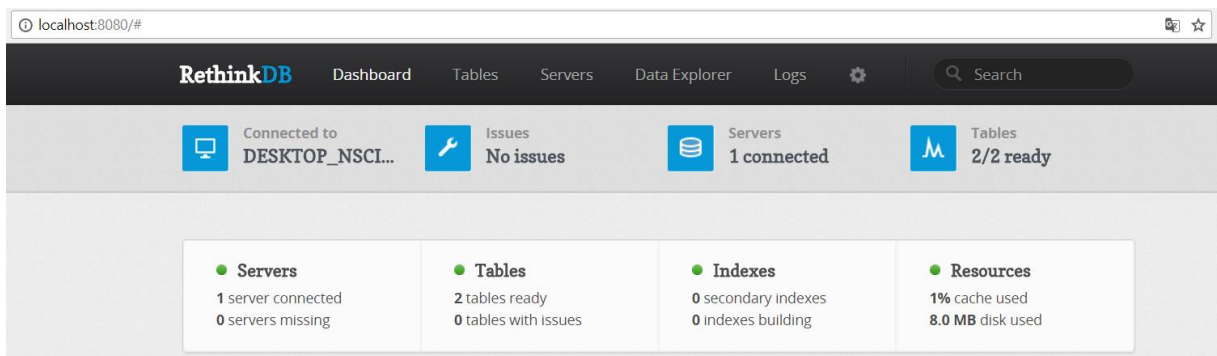 localhost:8080/#
RethinkDB Dashboard Tables Servers Data Explorer Logs Search
Connected to
DESKTOP_NSCI...
Issues
No issues
Servers
1 connected
Tables
2/2 ready
Servers
1 server connected
0 servers missing
Tables
2 tables ready
0 tables with issues
Indexes
0 secondary indexes
0 indexes building
Resources
1% cache used
8.0 MB disk used